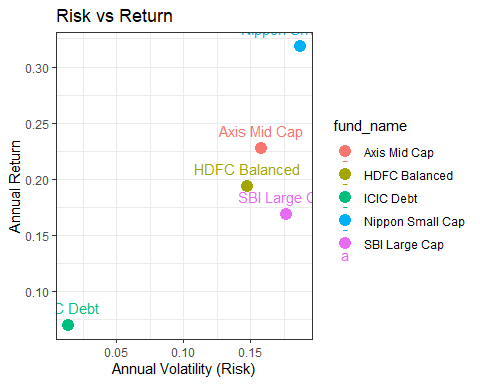 Risk vs Return
Nippon Sm
0.30
0.25
Axis Mid Cap
0.20
HDFC Balanced
SBI Large C
0.15
0.10
C Debt
0.05
0.10
0.15
Annual Volatility (Risk)
Annual Return
fund_name
Axis Mid Cap
HDFC Balanced
ICIC Debt
Nippon Small Cap
SBI Large Cap
a